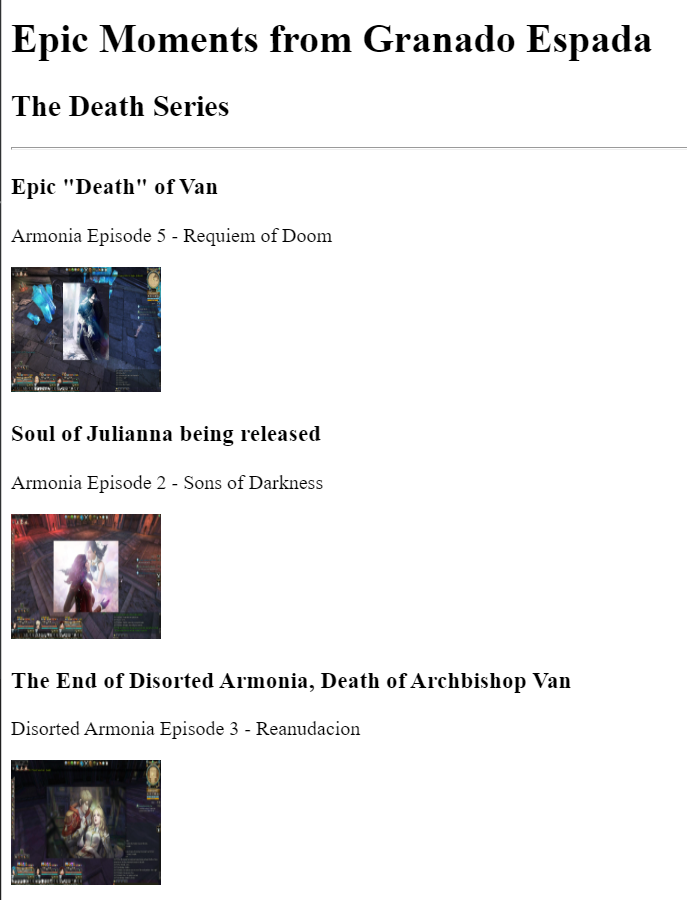 Epic Moments from Granado Espada
The Death Series
Epic "Death" of Van
Armonia Episode 5 - Requiem of Doom
Soul of Julianna being released
Armonia Episode 2 - Sons of Darkness
The End of Disorted Armonia, Death of Archbishop Van
Disorted Armonia Episode 3 - Reanudacion